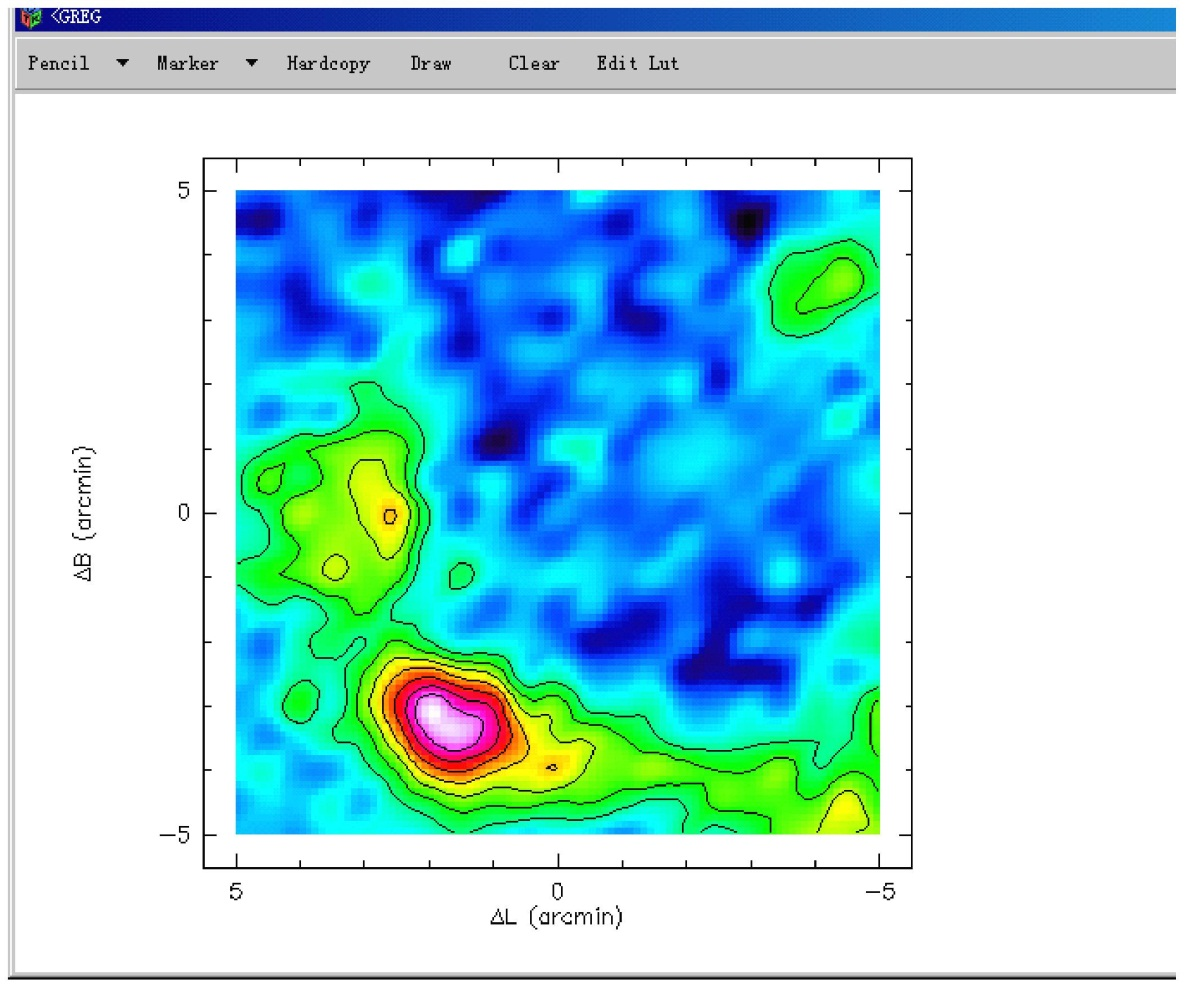 <GREG
Pencil Marker Hardcopy Draw Clear Edit Lut
5
0
−5
ΔB (arcmin)
5 0 −5
ΔL (arcmin)